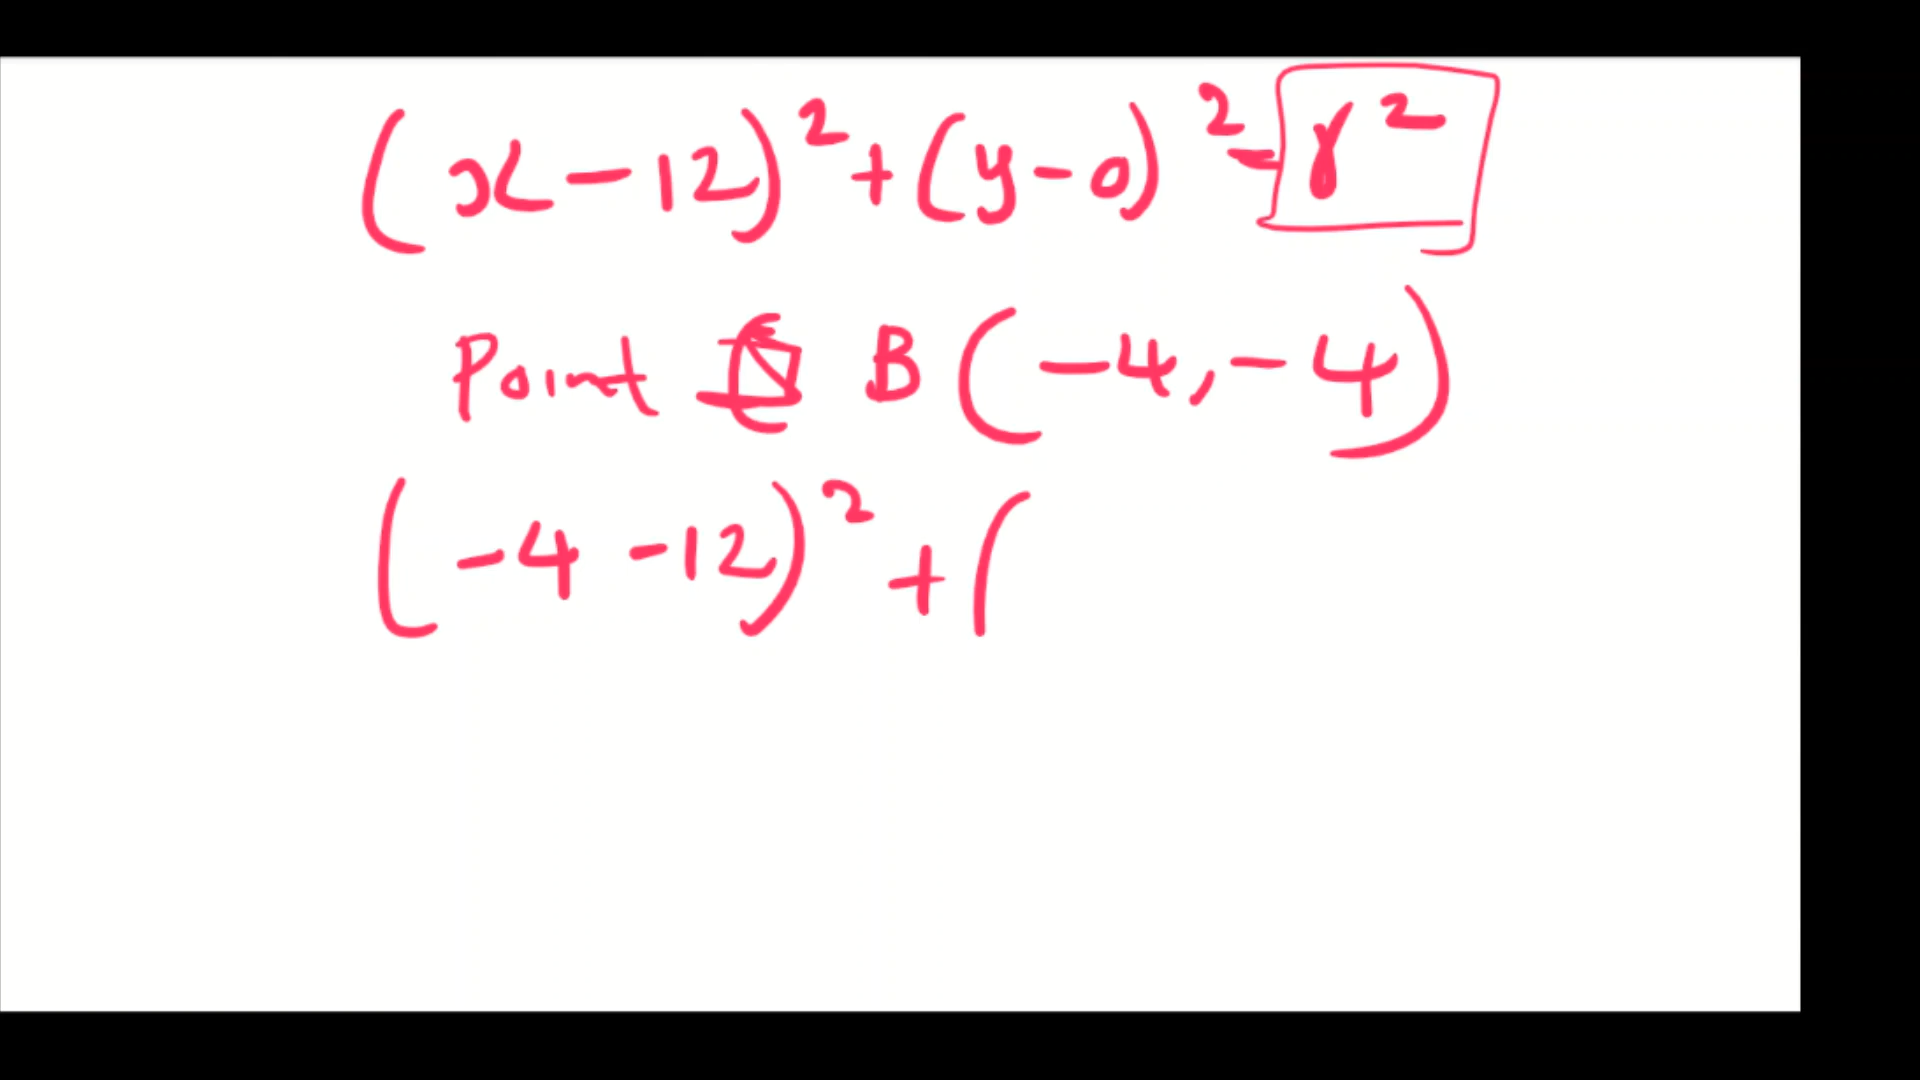 (x-12)² + (y-0)² = r²
Point B (-4, -4)
(-4 -12)² + (